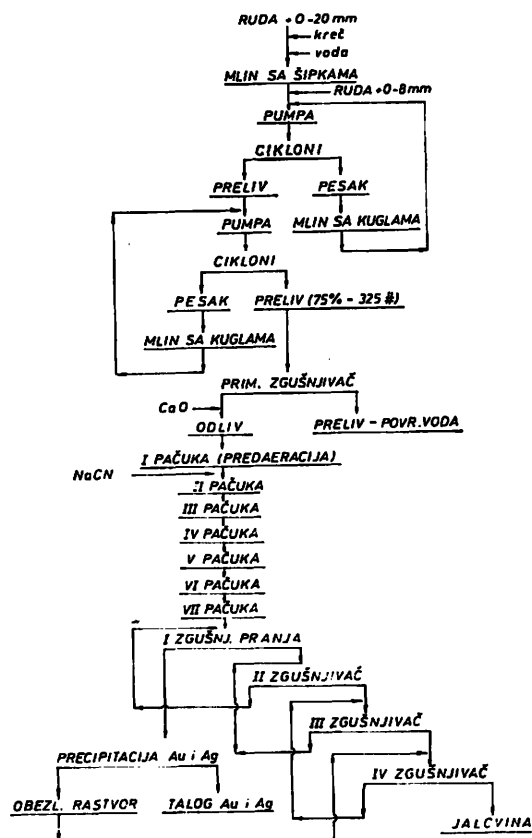 RUDA +0-20mm
kreč
voda
MLIN SA ŠIPKAMA
RUDA +0-8mm
PUMPA
CIKLONI
PRELIV PESAK
PUMPA MLIN SA KUGLAMA
CIKLONI
PESAK PRELIV (75% - 325 #)
MLIN SA KUGLAMA
PRIM. ZGUŠNJIVAČ
CaO
ODLIV PRELIV - POVR. VODA
I PAČUKA (PREDAERACIJA)
NaCN
II PAČUKA
III PAČUKA
IV PAČUKA
V PAČUKA
VI PAČUKA
VII PAČUKA
I ZGUŠNJ. PRANJA
II ZGUŠNJIVAČ
III ZGUŠNJIVAČ
PRECIPITACIJA Au i Ag
IV ZGUŠNJIVAČ
OBEZL. RASTVOR TALOG Au i Ag JALOVINA